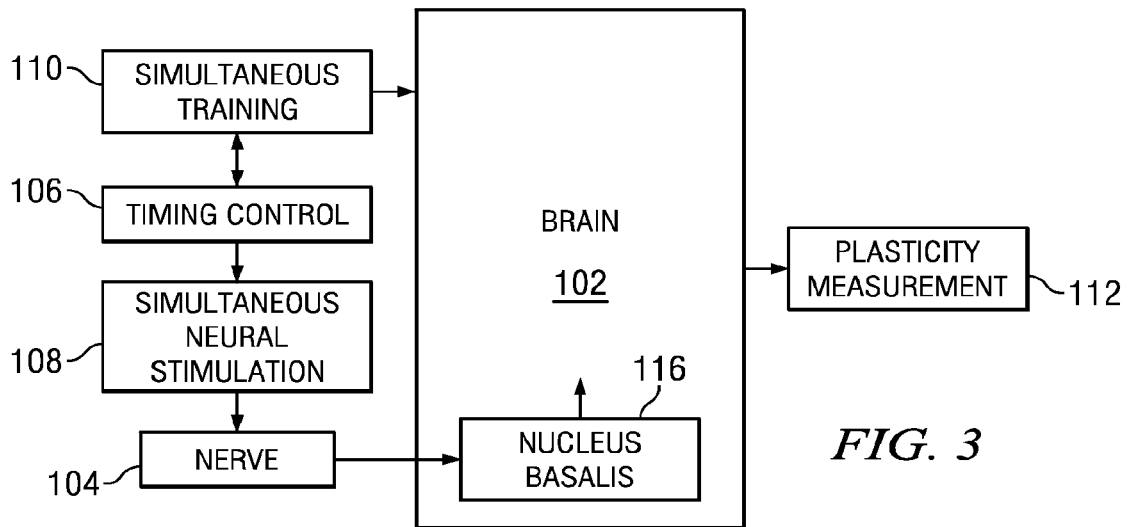 110
SIMULTANEOUS
TRAINING
106
TIMING CONTROL
108
SIMULTANEOUS
NEURAL
STIMULATION
104
NERVE
BRAIN
102
116
NUCLEUS
BASALIS
PLASTICITY
MEASUREMENT
112
FIG. 3